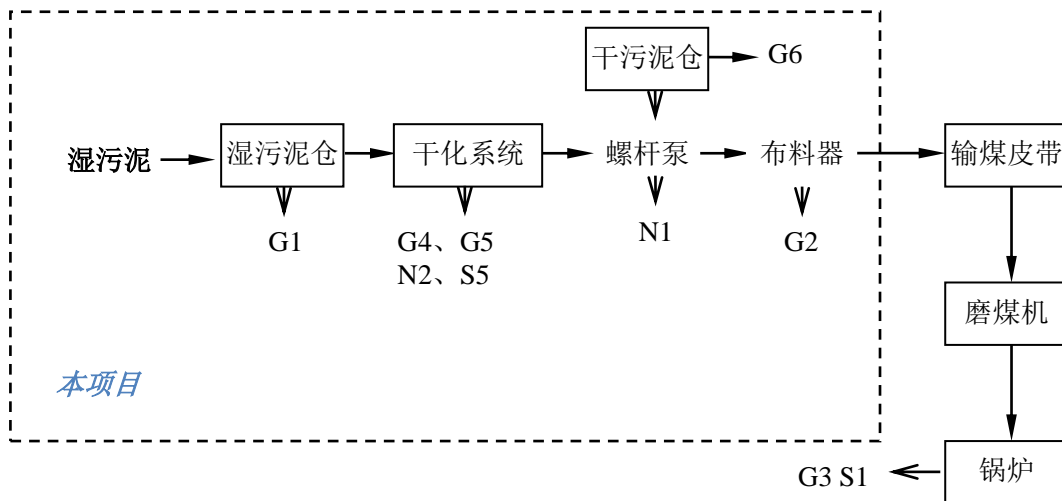 干污泥仓
G6
湿污泥
湿污泥仓
干化系统
螺杆泵
布料器
输煤皮带
G1
G4、G5
N2、S5
N1
G2
磨煤机
本项目
锅炉
G3 S1